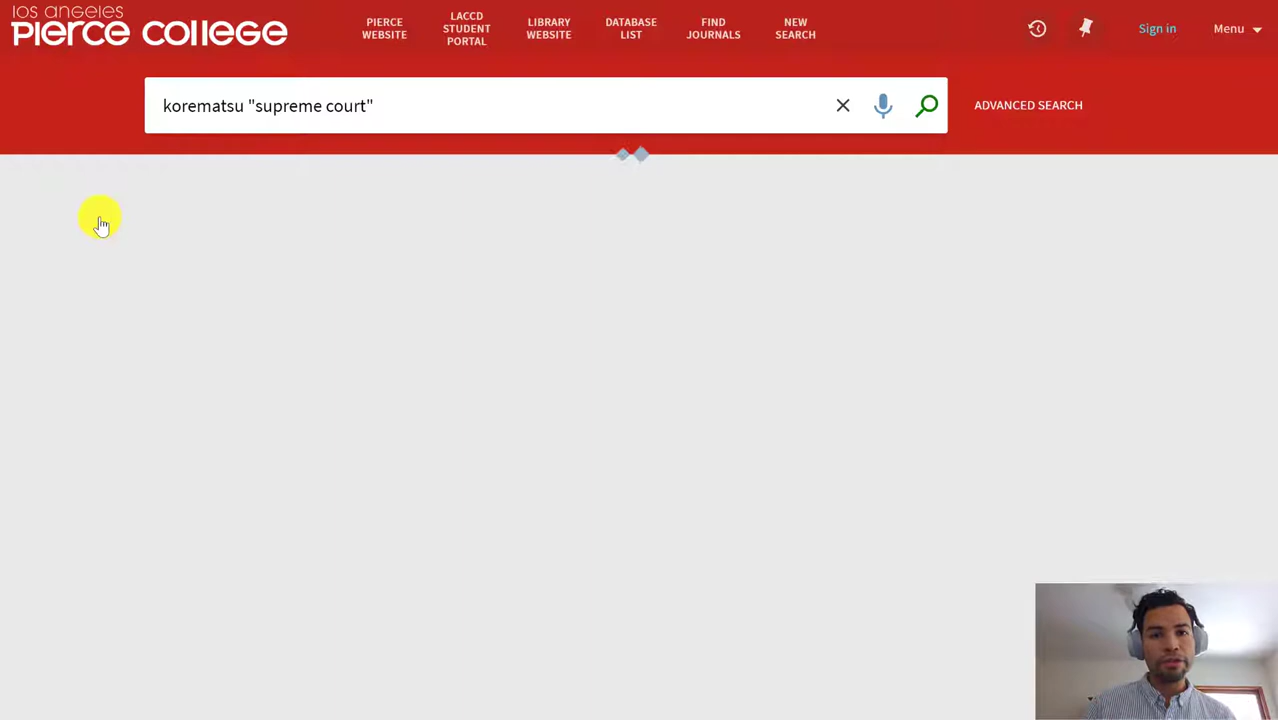 los angeles
pierce college
PIERCE WEBSITE
LACCD STUDENT PORTAL
LIBRARY WEBSITE
DATABASE LIST
FIND JOURNALS
NEW SEARCH
Sign in
Menu
korematsu "supreme court"
ADVANCED SEARCH